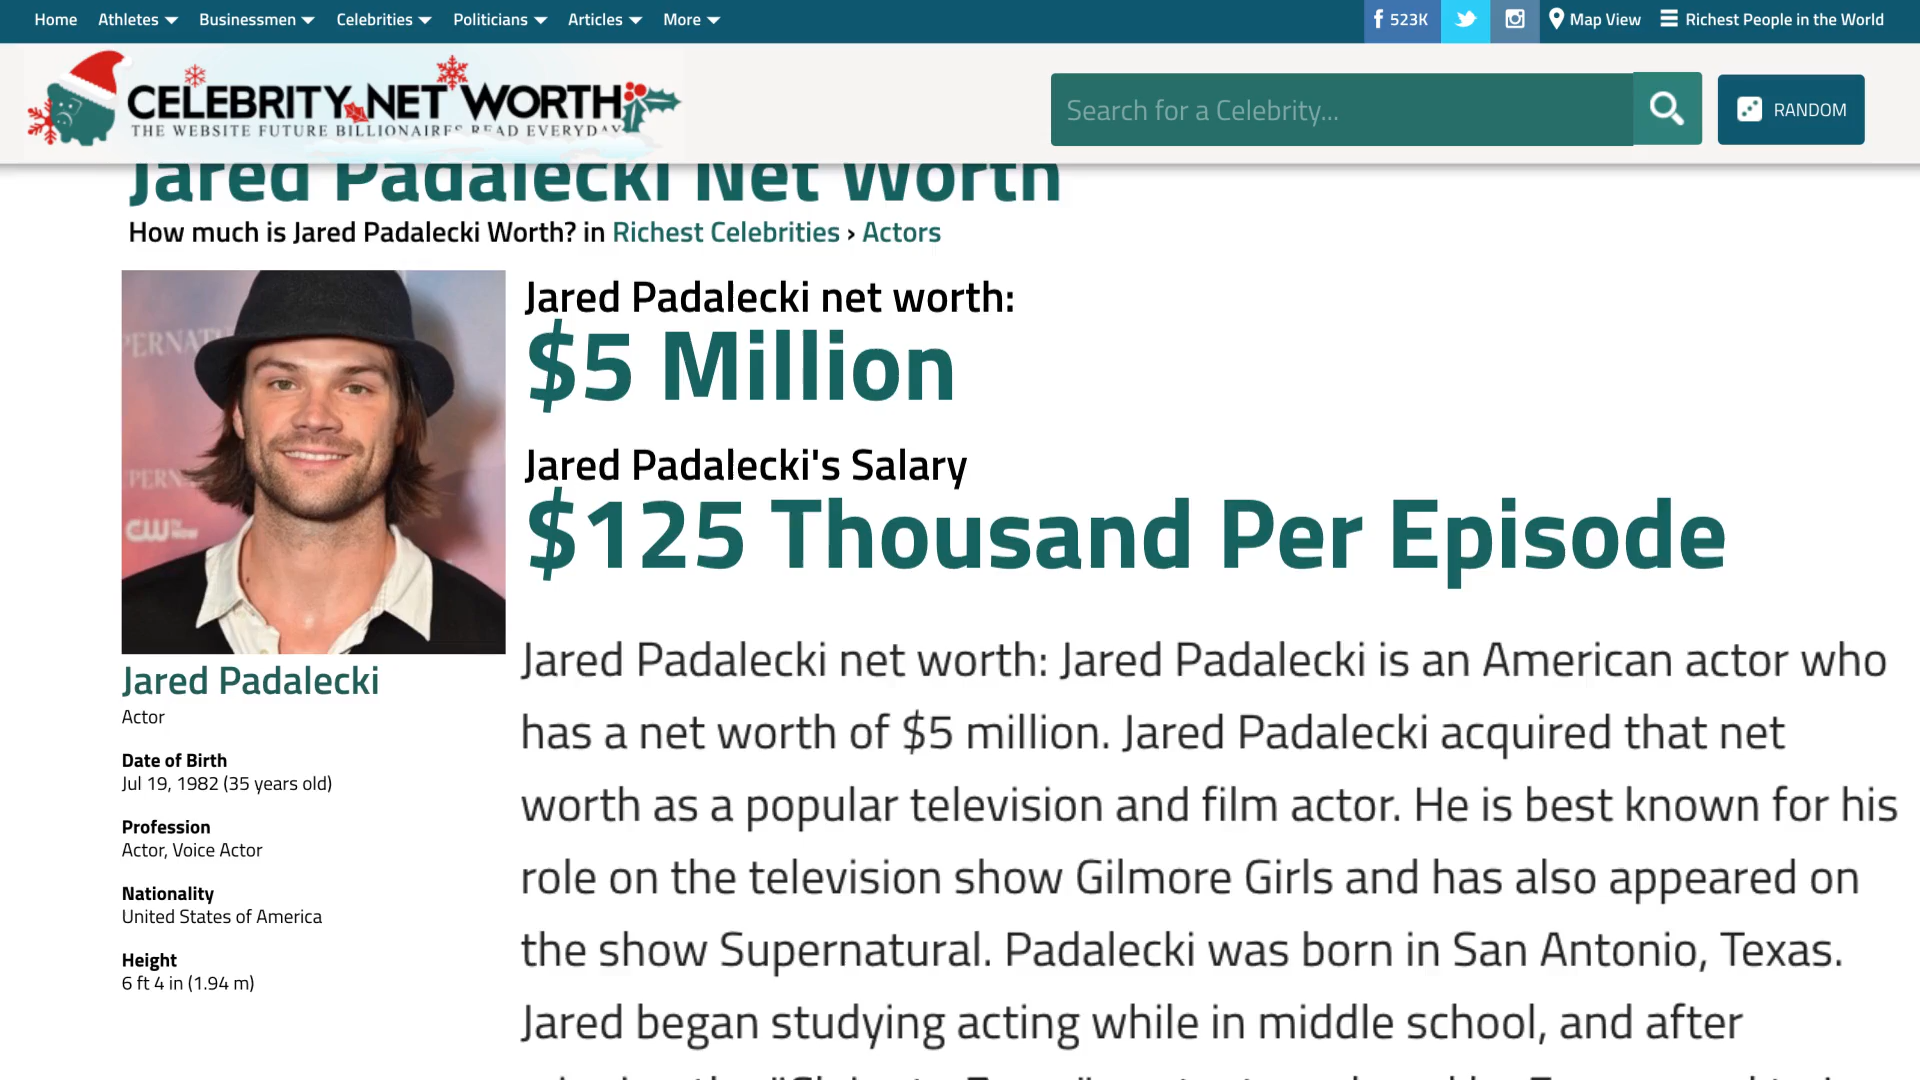 Home Athletes Businessmen Celebrities Politicians Articles More 523K Map View Richest People in the World
CELEBRITY NET WORTH
THE WEBSITE FUTURE BILLIONAIRES READ EVERYDAY
Search for a Celebrity...
RANDOM
Jared Padalecki Net Worth
How much is Jared Padalecki Worth? in Richest Celebrities › Actors
Jared Padalecki net worth:
$5 Million
Jared Padalecki's Salary
$125 Thousand Per Episode
CW
Jared Padalecki
Actor
Date of Birth
Jul 19, 1982 (35 years old)
Profession
Actor, Voice Actor
Nationality
United States of America
Height
6 ft 4 in (1.94 m)
Jared Padalecki net worth: Jared Padalecki is an American actor who
has a net worth of $5 million. Jared Padalecki acquired that net
worth as a popular television and film actor. He is best known for his
role on the television show Gilmore Girls and has also appeared on
the show Supernatural. Padalecki was born in San Antonio, Texas.
Jared began studying acting while in middle school, and after